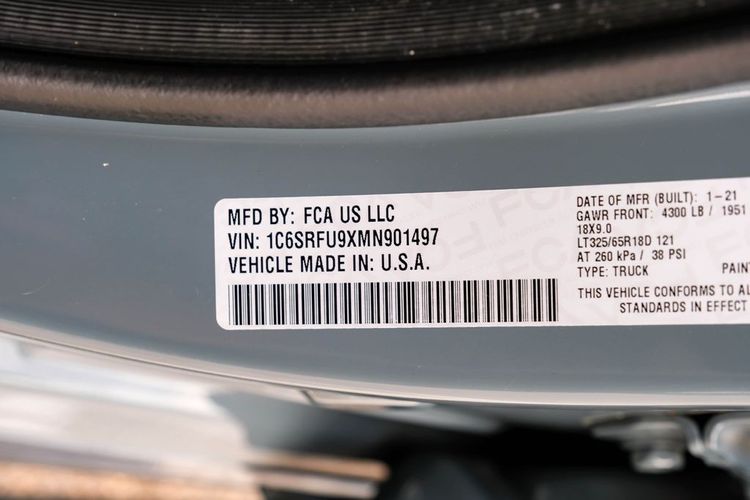 MFD BY: FCA US LLC
VIN: 1C6SRFU9XMN901497
VEHICLE MADE IN: U.S.A.
DATE OF MFR (BUILT): 1-21
GAWR FRONT: 4300 LB / 1951
18X9.0
LT325/65R18D 121
AT 260 kPa / 38 PSI
TYPE: TRUCK PAIN
THIS VEHICLE CONFORMS TO AL
STANDARDS IN EFFECT